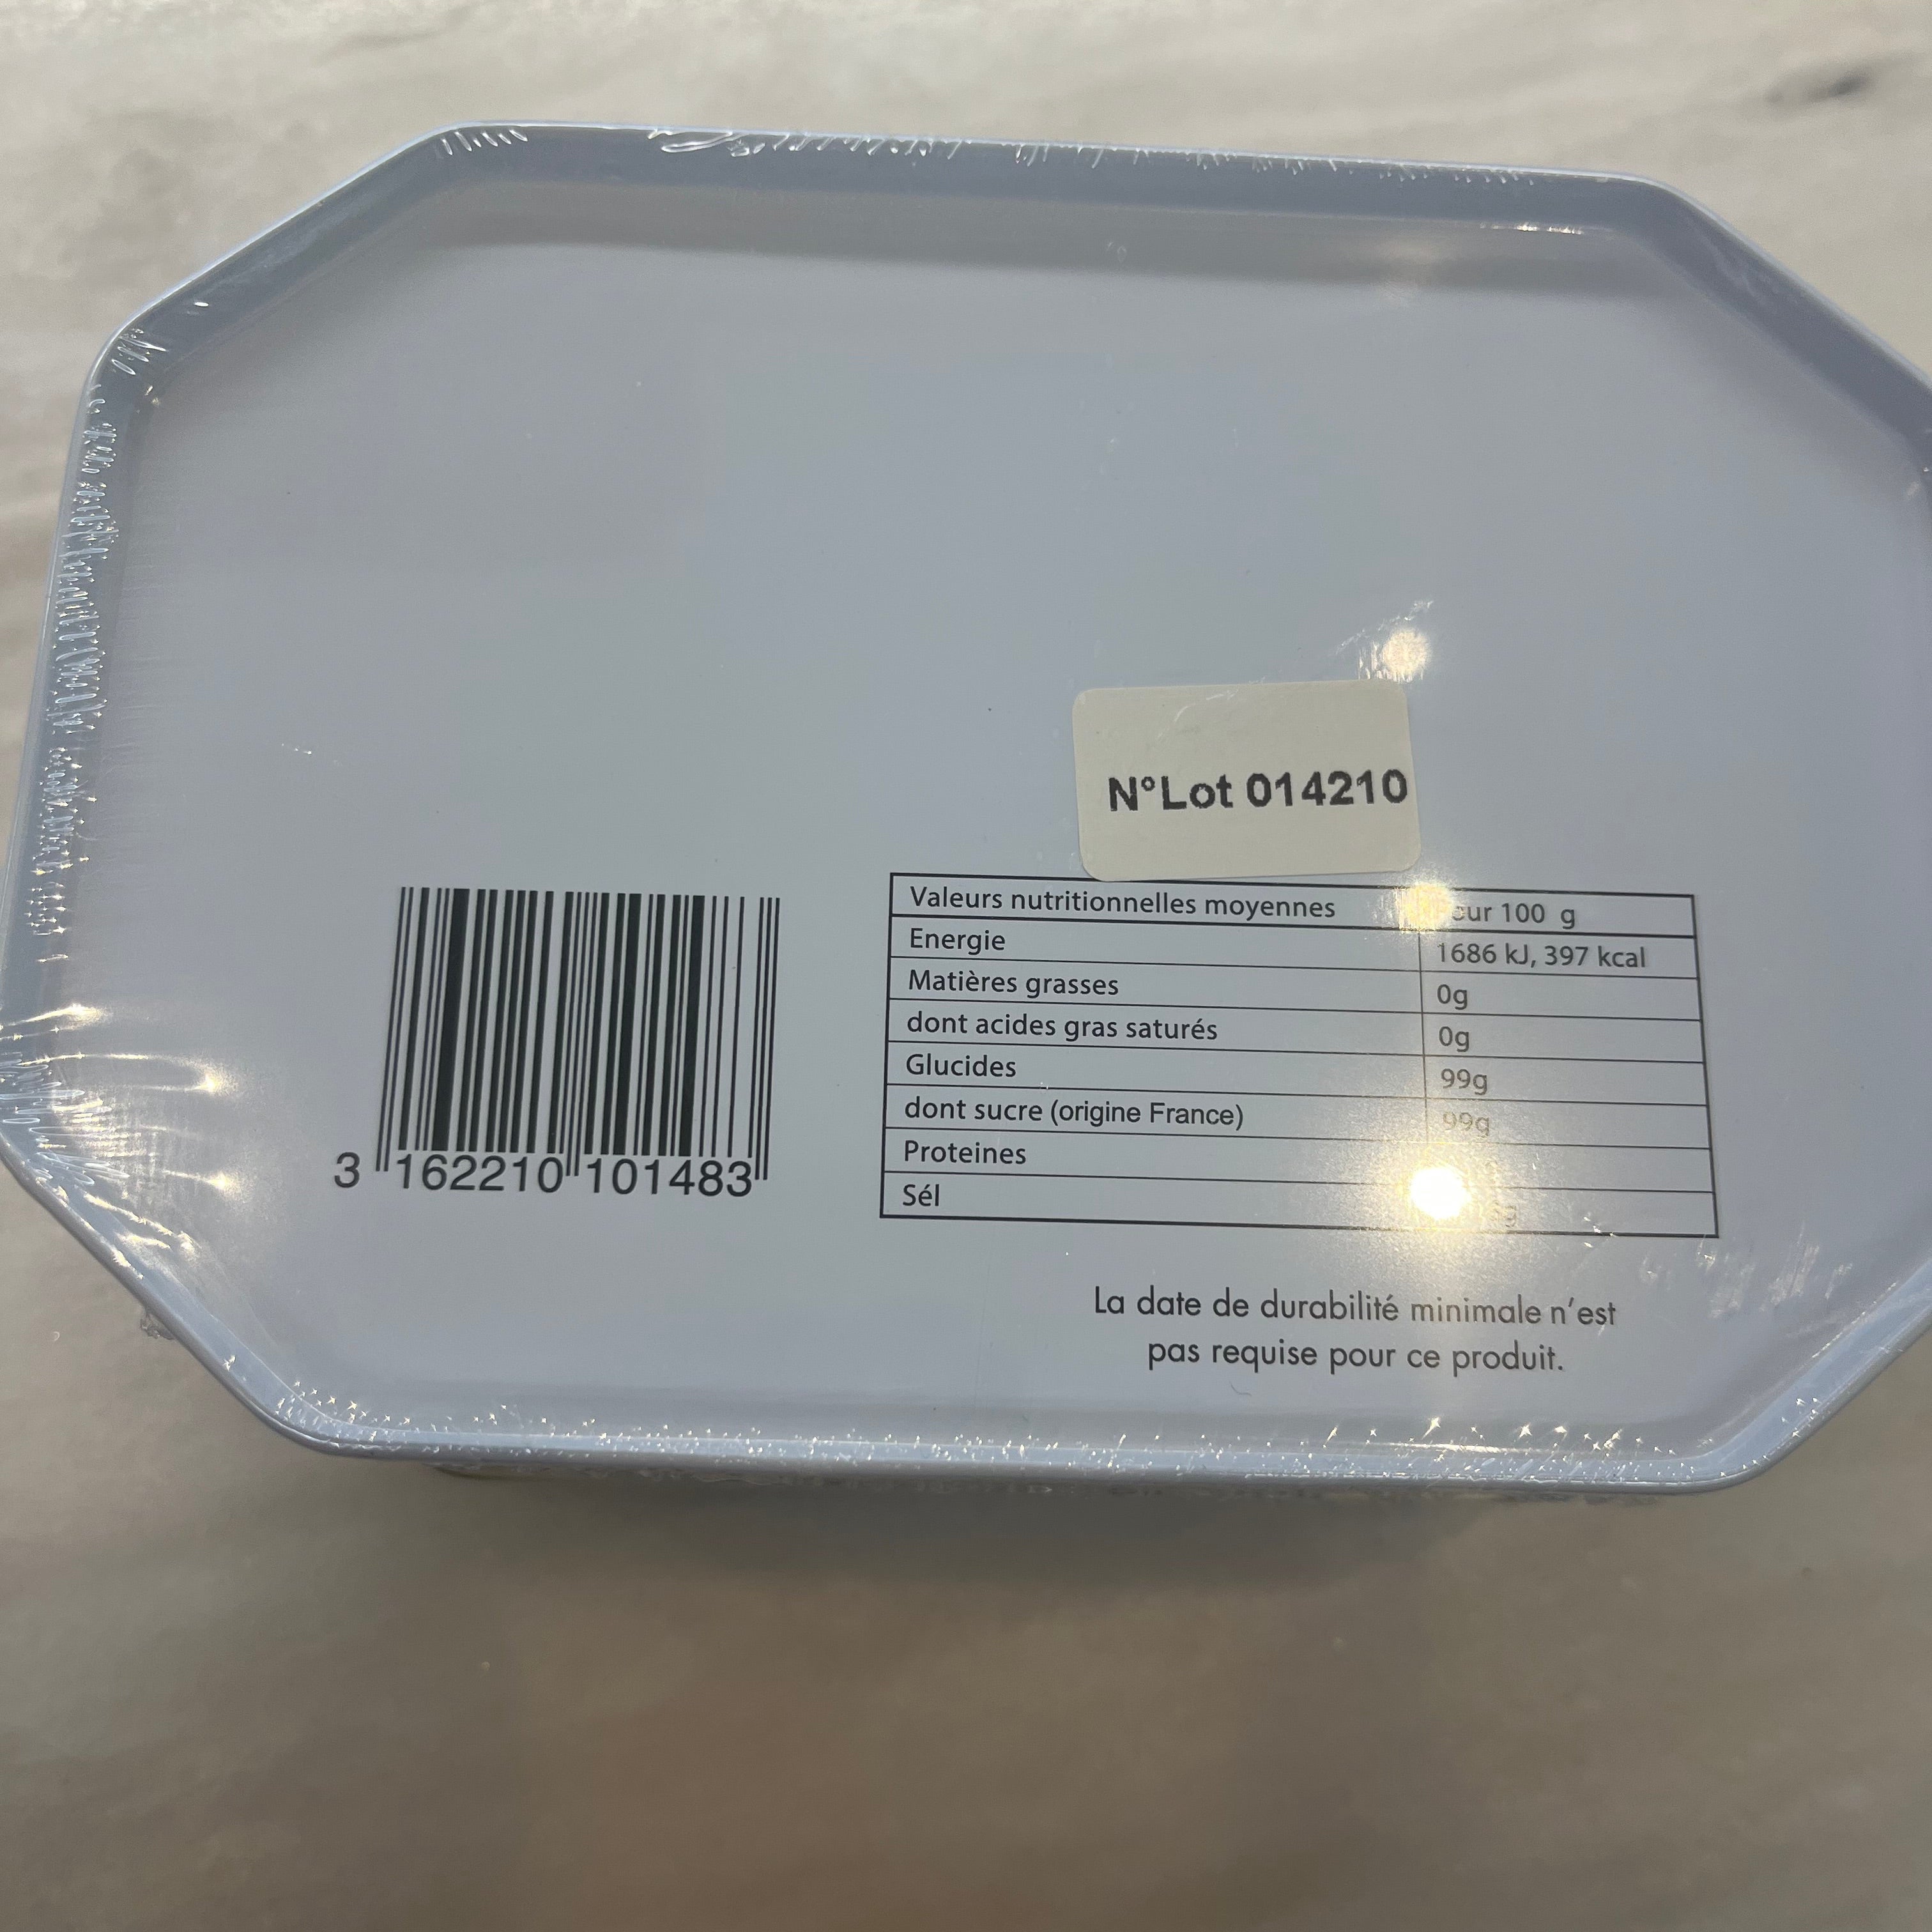 N°Lot 014210
Valeurs nutritionnelles moyennes 100 g
Energie 1686 kJ, 397 kcal
Matières grasses 0g
dont acides gras saturés 0g
Glucides 99g
dont sucre (origine France) 99g
Proteines
Sél
3 162210 101483
La date de durabilité minimale n'est
pas requise pour ce produit.